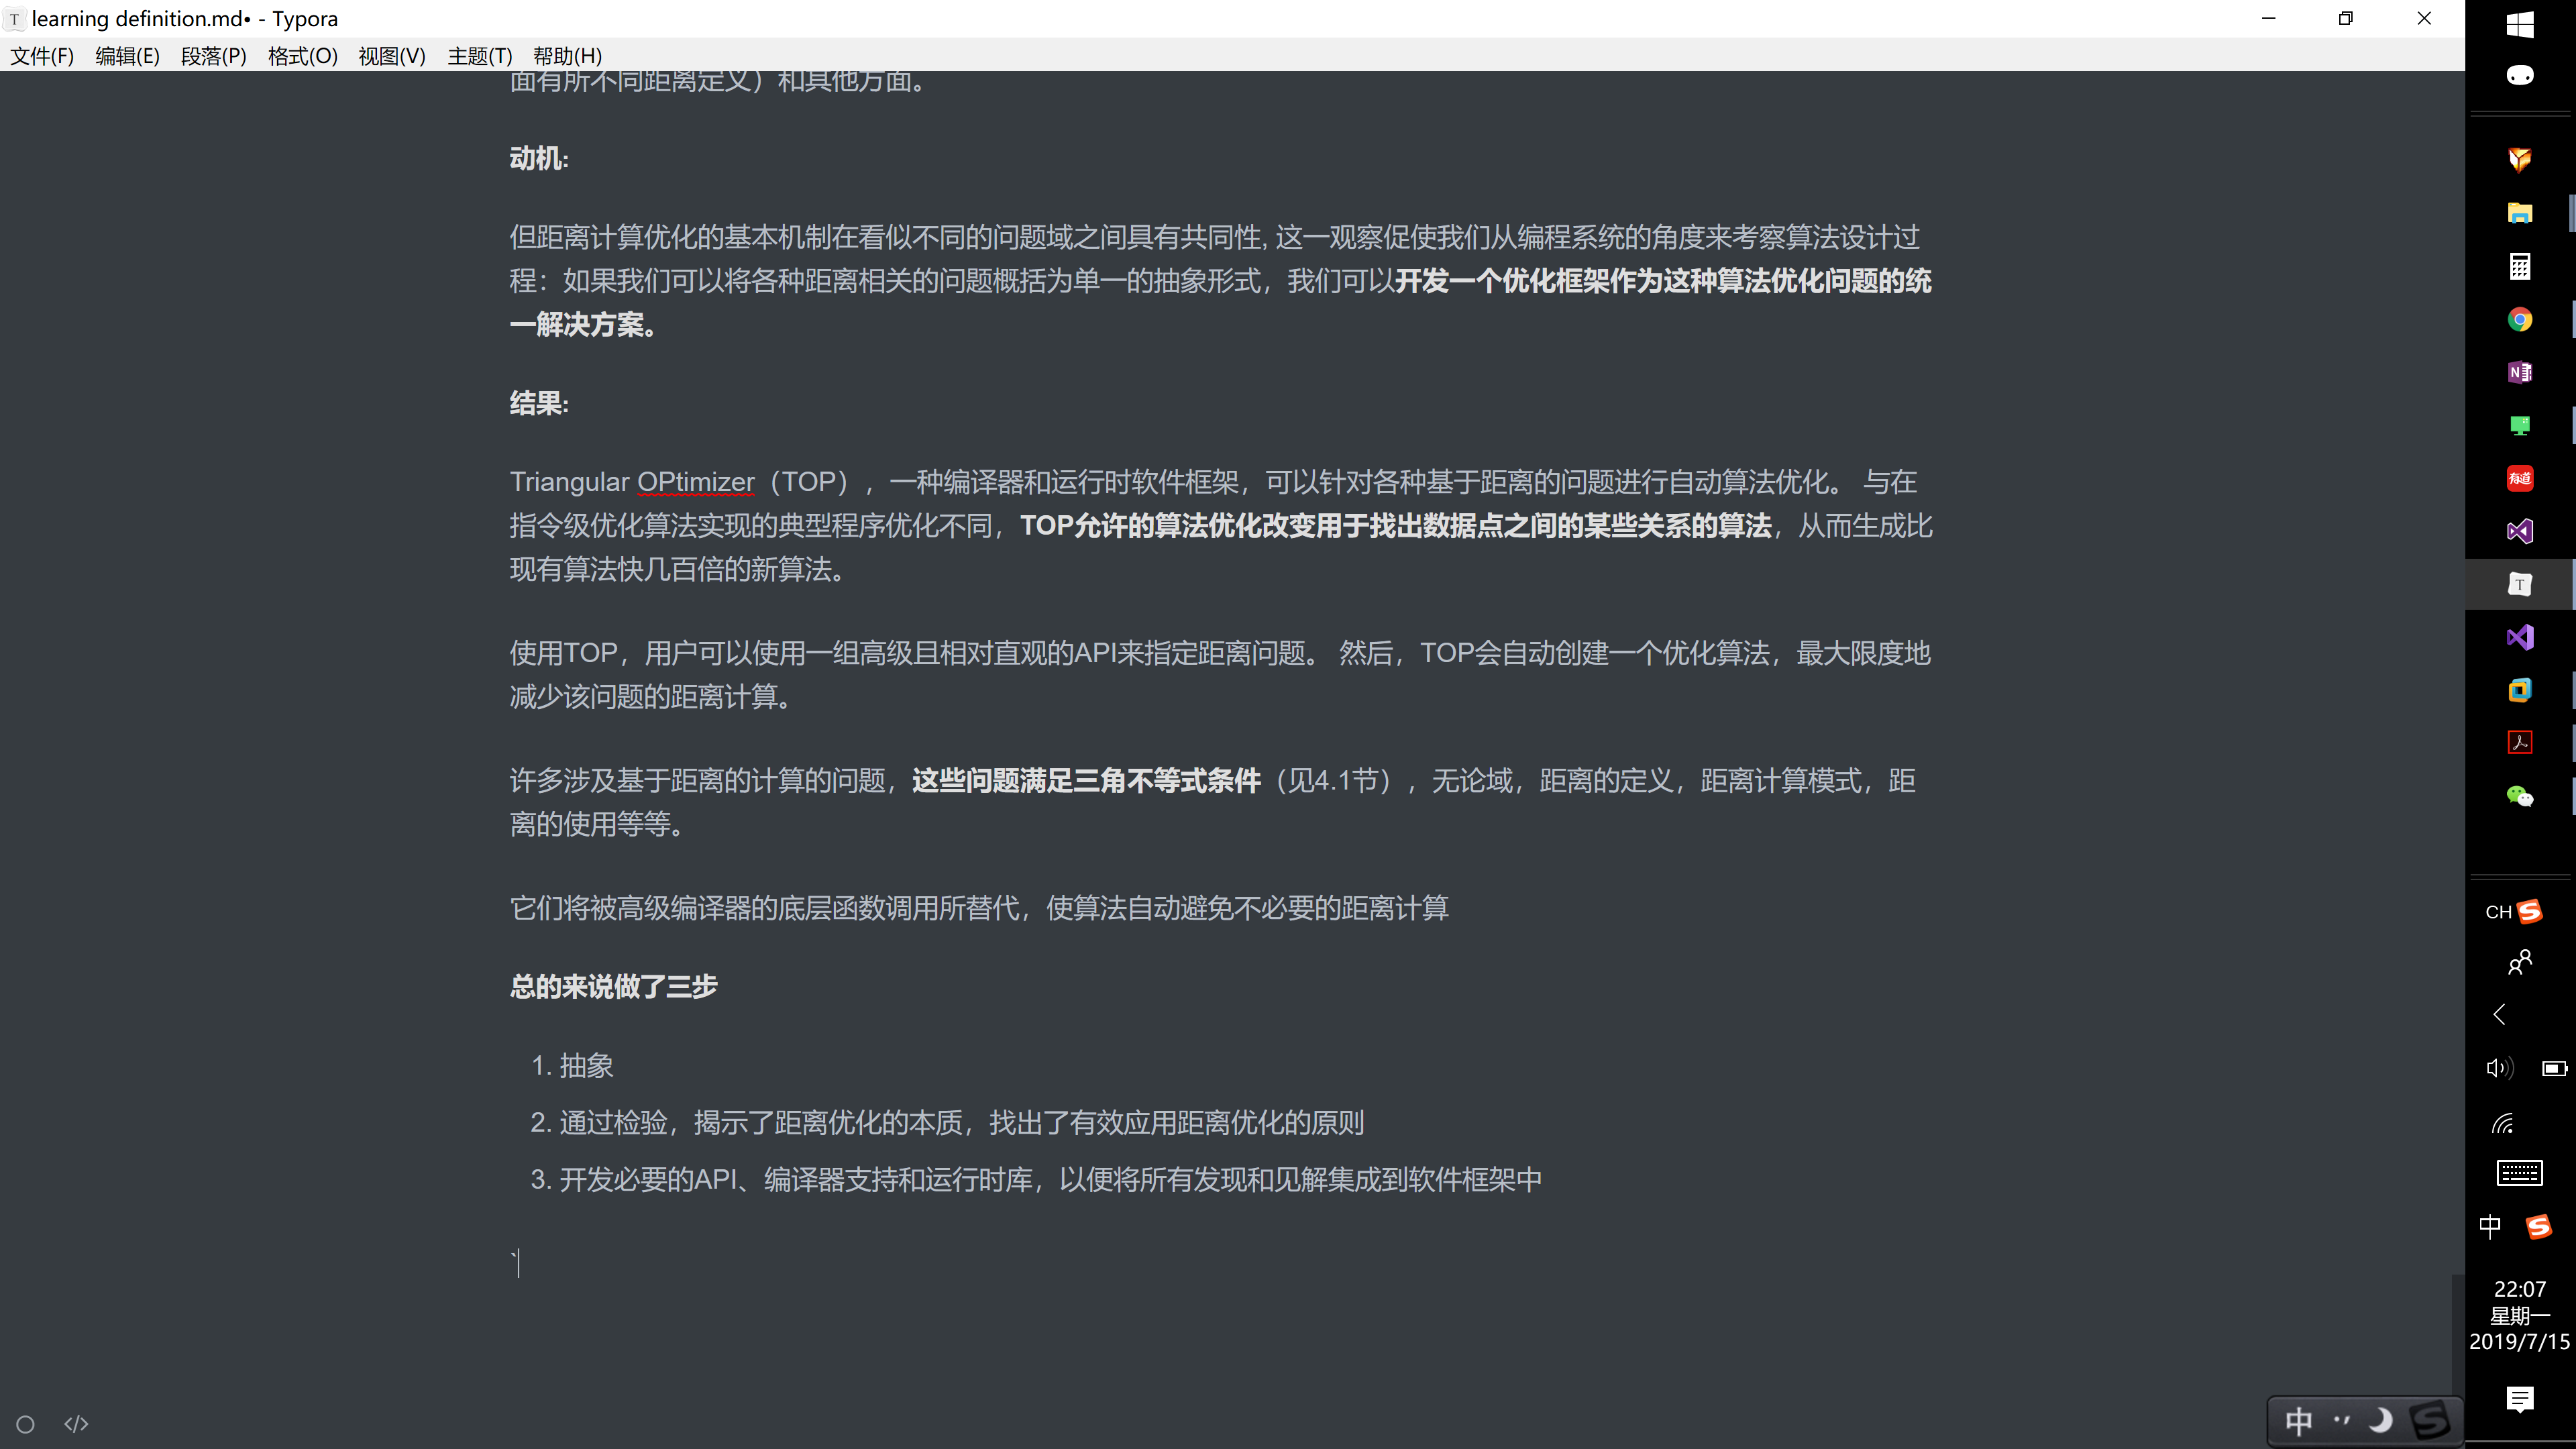 learning definition.md• - Typora
文件(F) 编辑(E) 段落(P) 格式(O) 视图(V) 主题(T) 帮助(H)
面有所不同距离定义）和其他方面。
动机:
但距离计算优化的基本机制在看似不同的问题域之间具有共同性, 这一观察促使我们从编程系统的角度来考察算法设计过
程：如果我们可以将各种距离相关的问题概括为单一的抽象形式，我们可以开发一个优化框架作为这种算法优化问题的统
一解决方案。
结果:
Triangular OPtimizer（TOP），一种编译器和运行时软件框架，可以针对各种基于距离的问题进行自动算法优化。 与在
指令级优化算法实现的典型程序优化不同，TOP允许的算法优化改变用于找出数据点之间的某些关系的算法，从而生成比
现有算法快几百倍的新算法。
使用TOP，用户可以使用一组高级且相对直观的API来指定距离问题。 然后，TOP会自动创建一个优化算法，最大限度地
减少该问题的距离计算。
许多涉及基于距离的计算的问题，这些问题满足三角不等式条件（见4.1节），无论域，距离的定义，距离计算模式，距
离的使用等等。
它们将被高级编译器的底层函数调用所替代，使算法自动避免不必要的距离计算
总的来说做了三步
1. 抽象
2. 通过检验，揭示了距离优化的本质，找出了有效应用距离优化的原则
3. 开发必要的API、编译器支持和运行时库，以便将所有发现和见解集成到软件框架中
`
</>
T
N
有道
T
CH S
中 S
22:07
星期一
2019/7/15
中 S